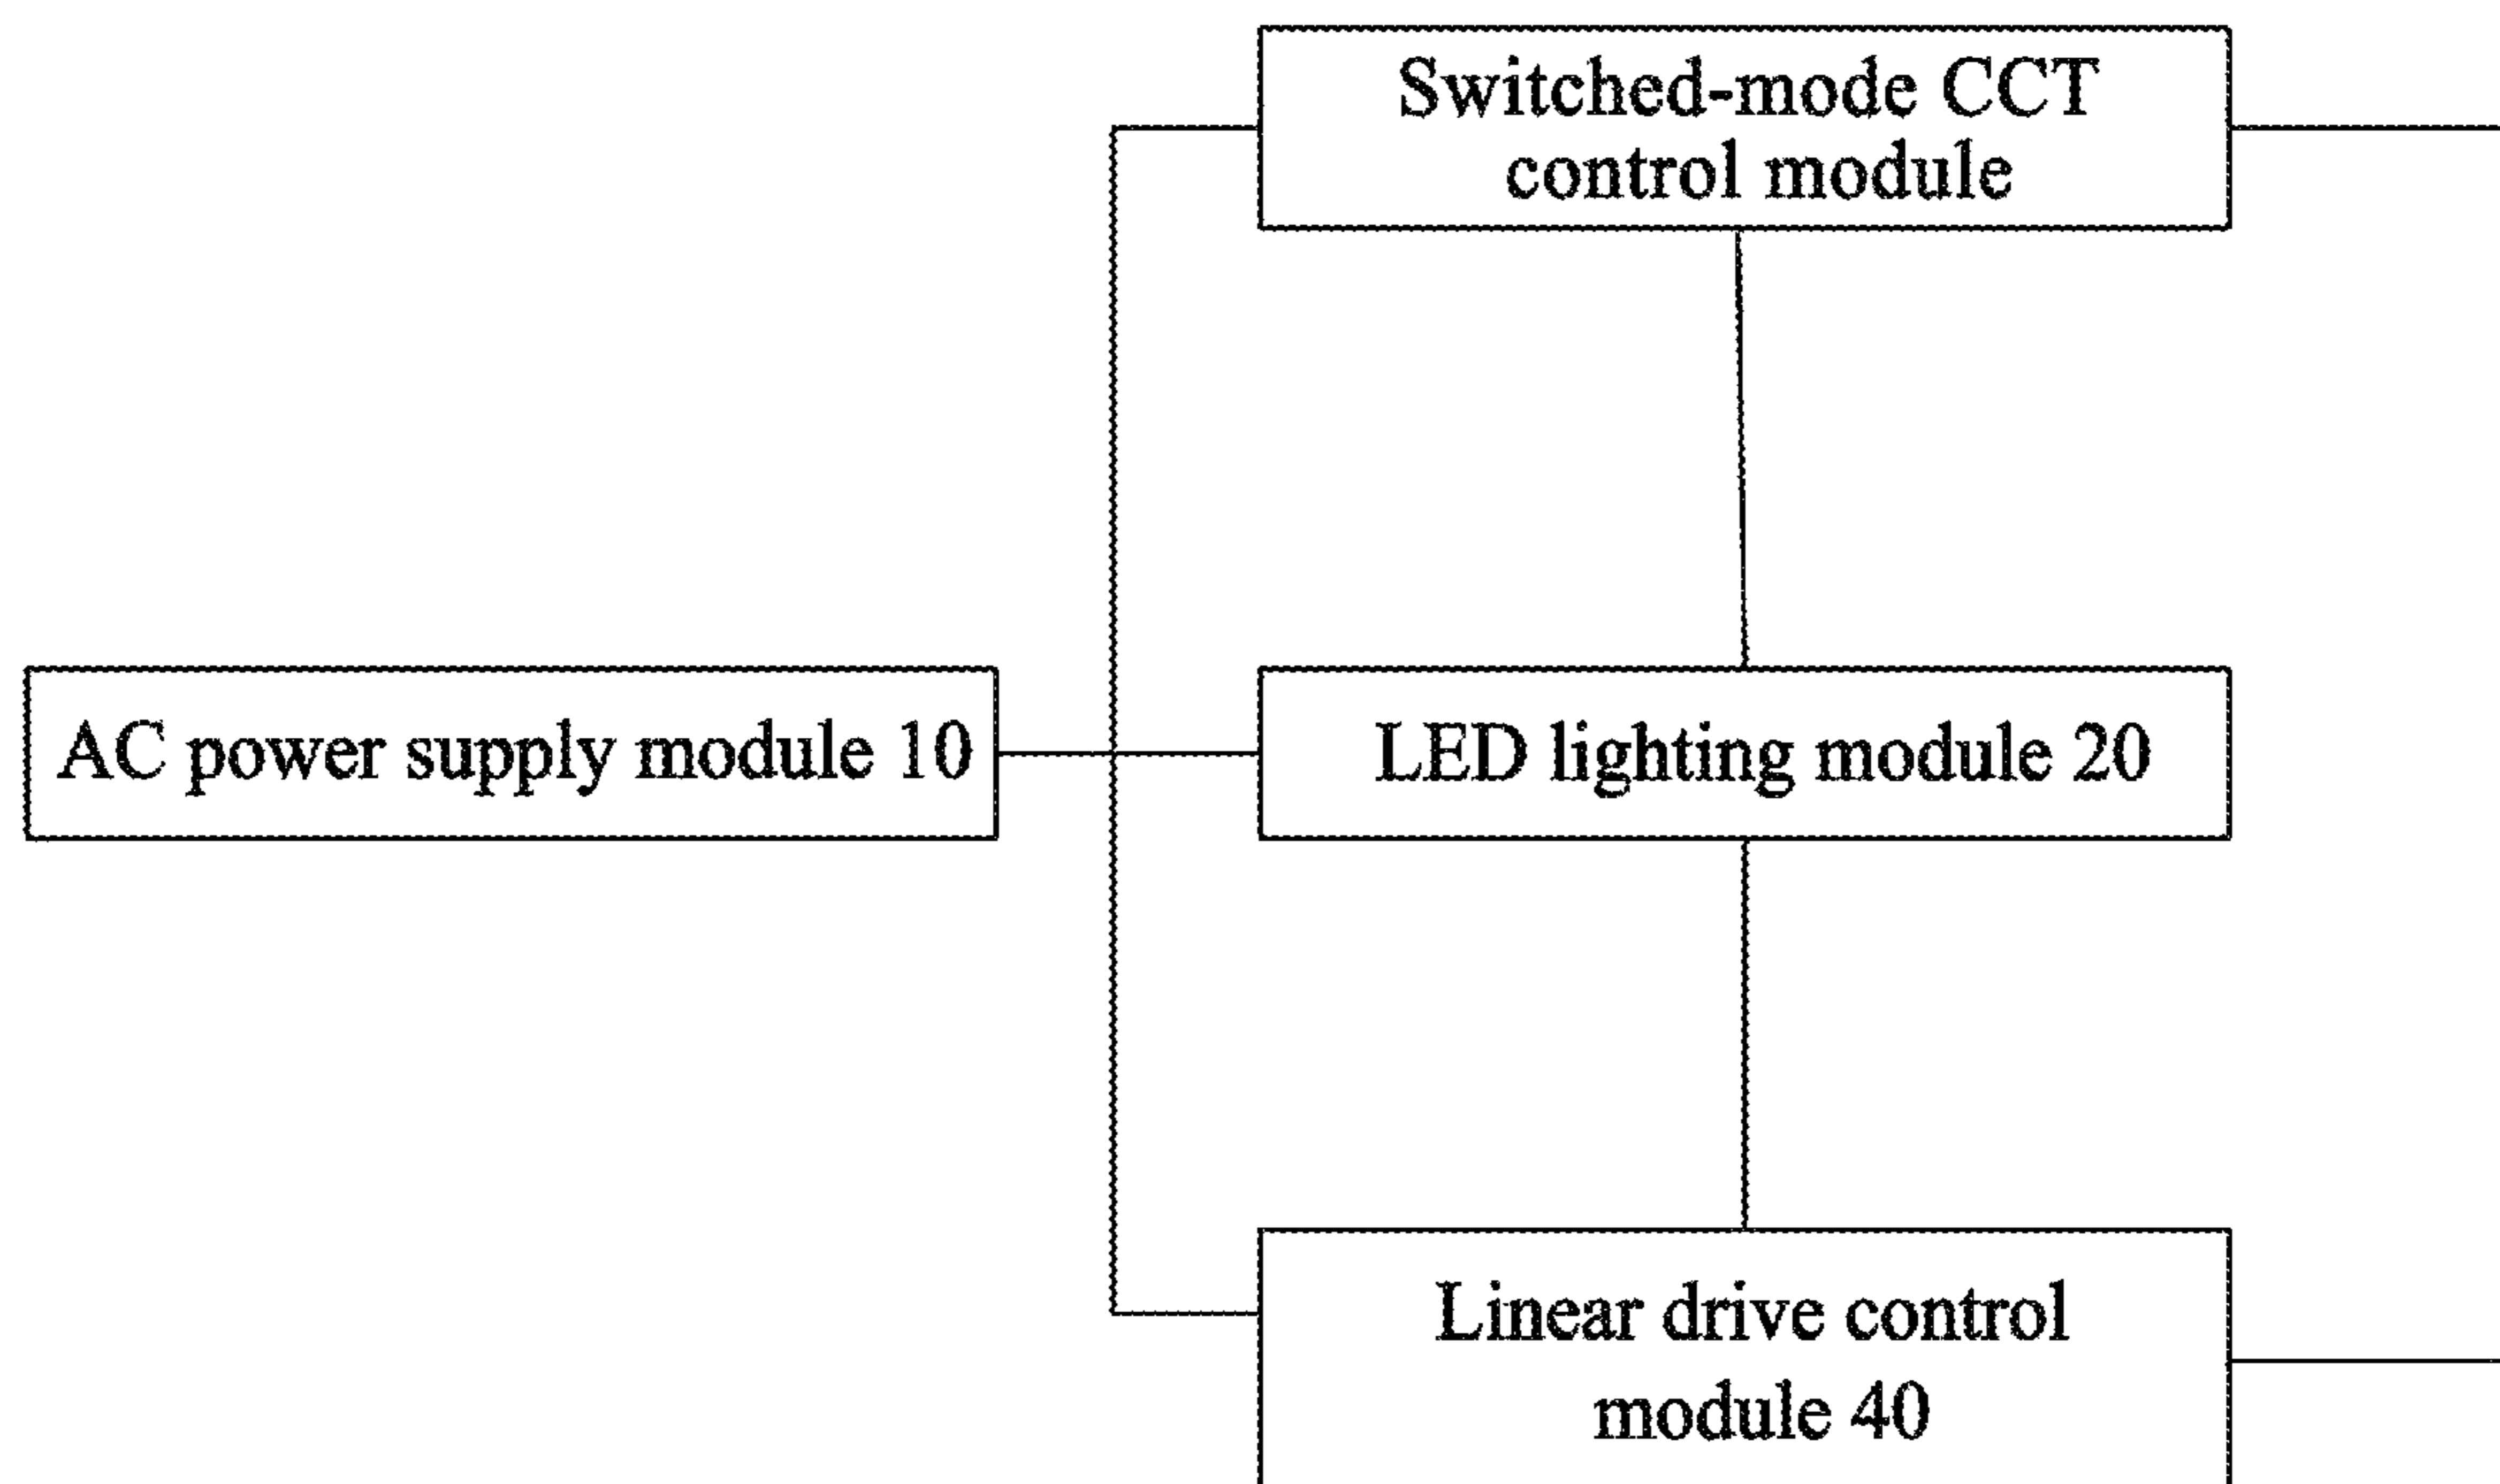 Switched-mode CCT
control module
AC power supply module 10
LED lighting module 20
Linear drive control
module 40